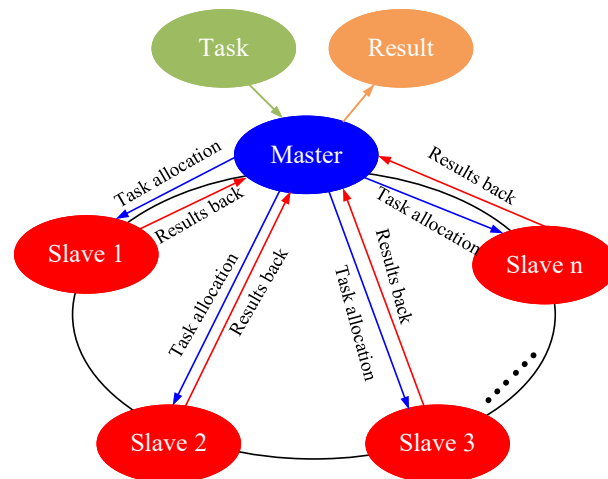 Task
Result
Master
Task allocation
Results back
Results back
Task allocation
Slave 1
Slave n
Task allocation
Results back
Task allocation
Results back
Slave 2
Slave 3